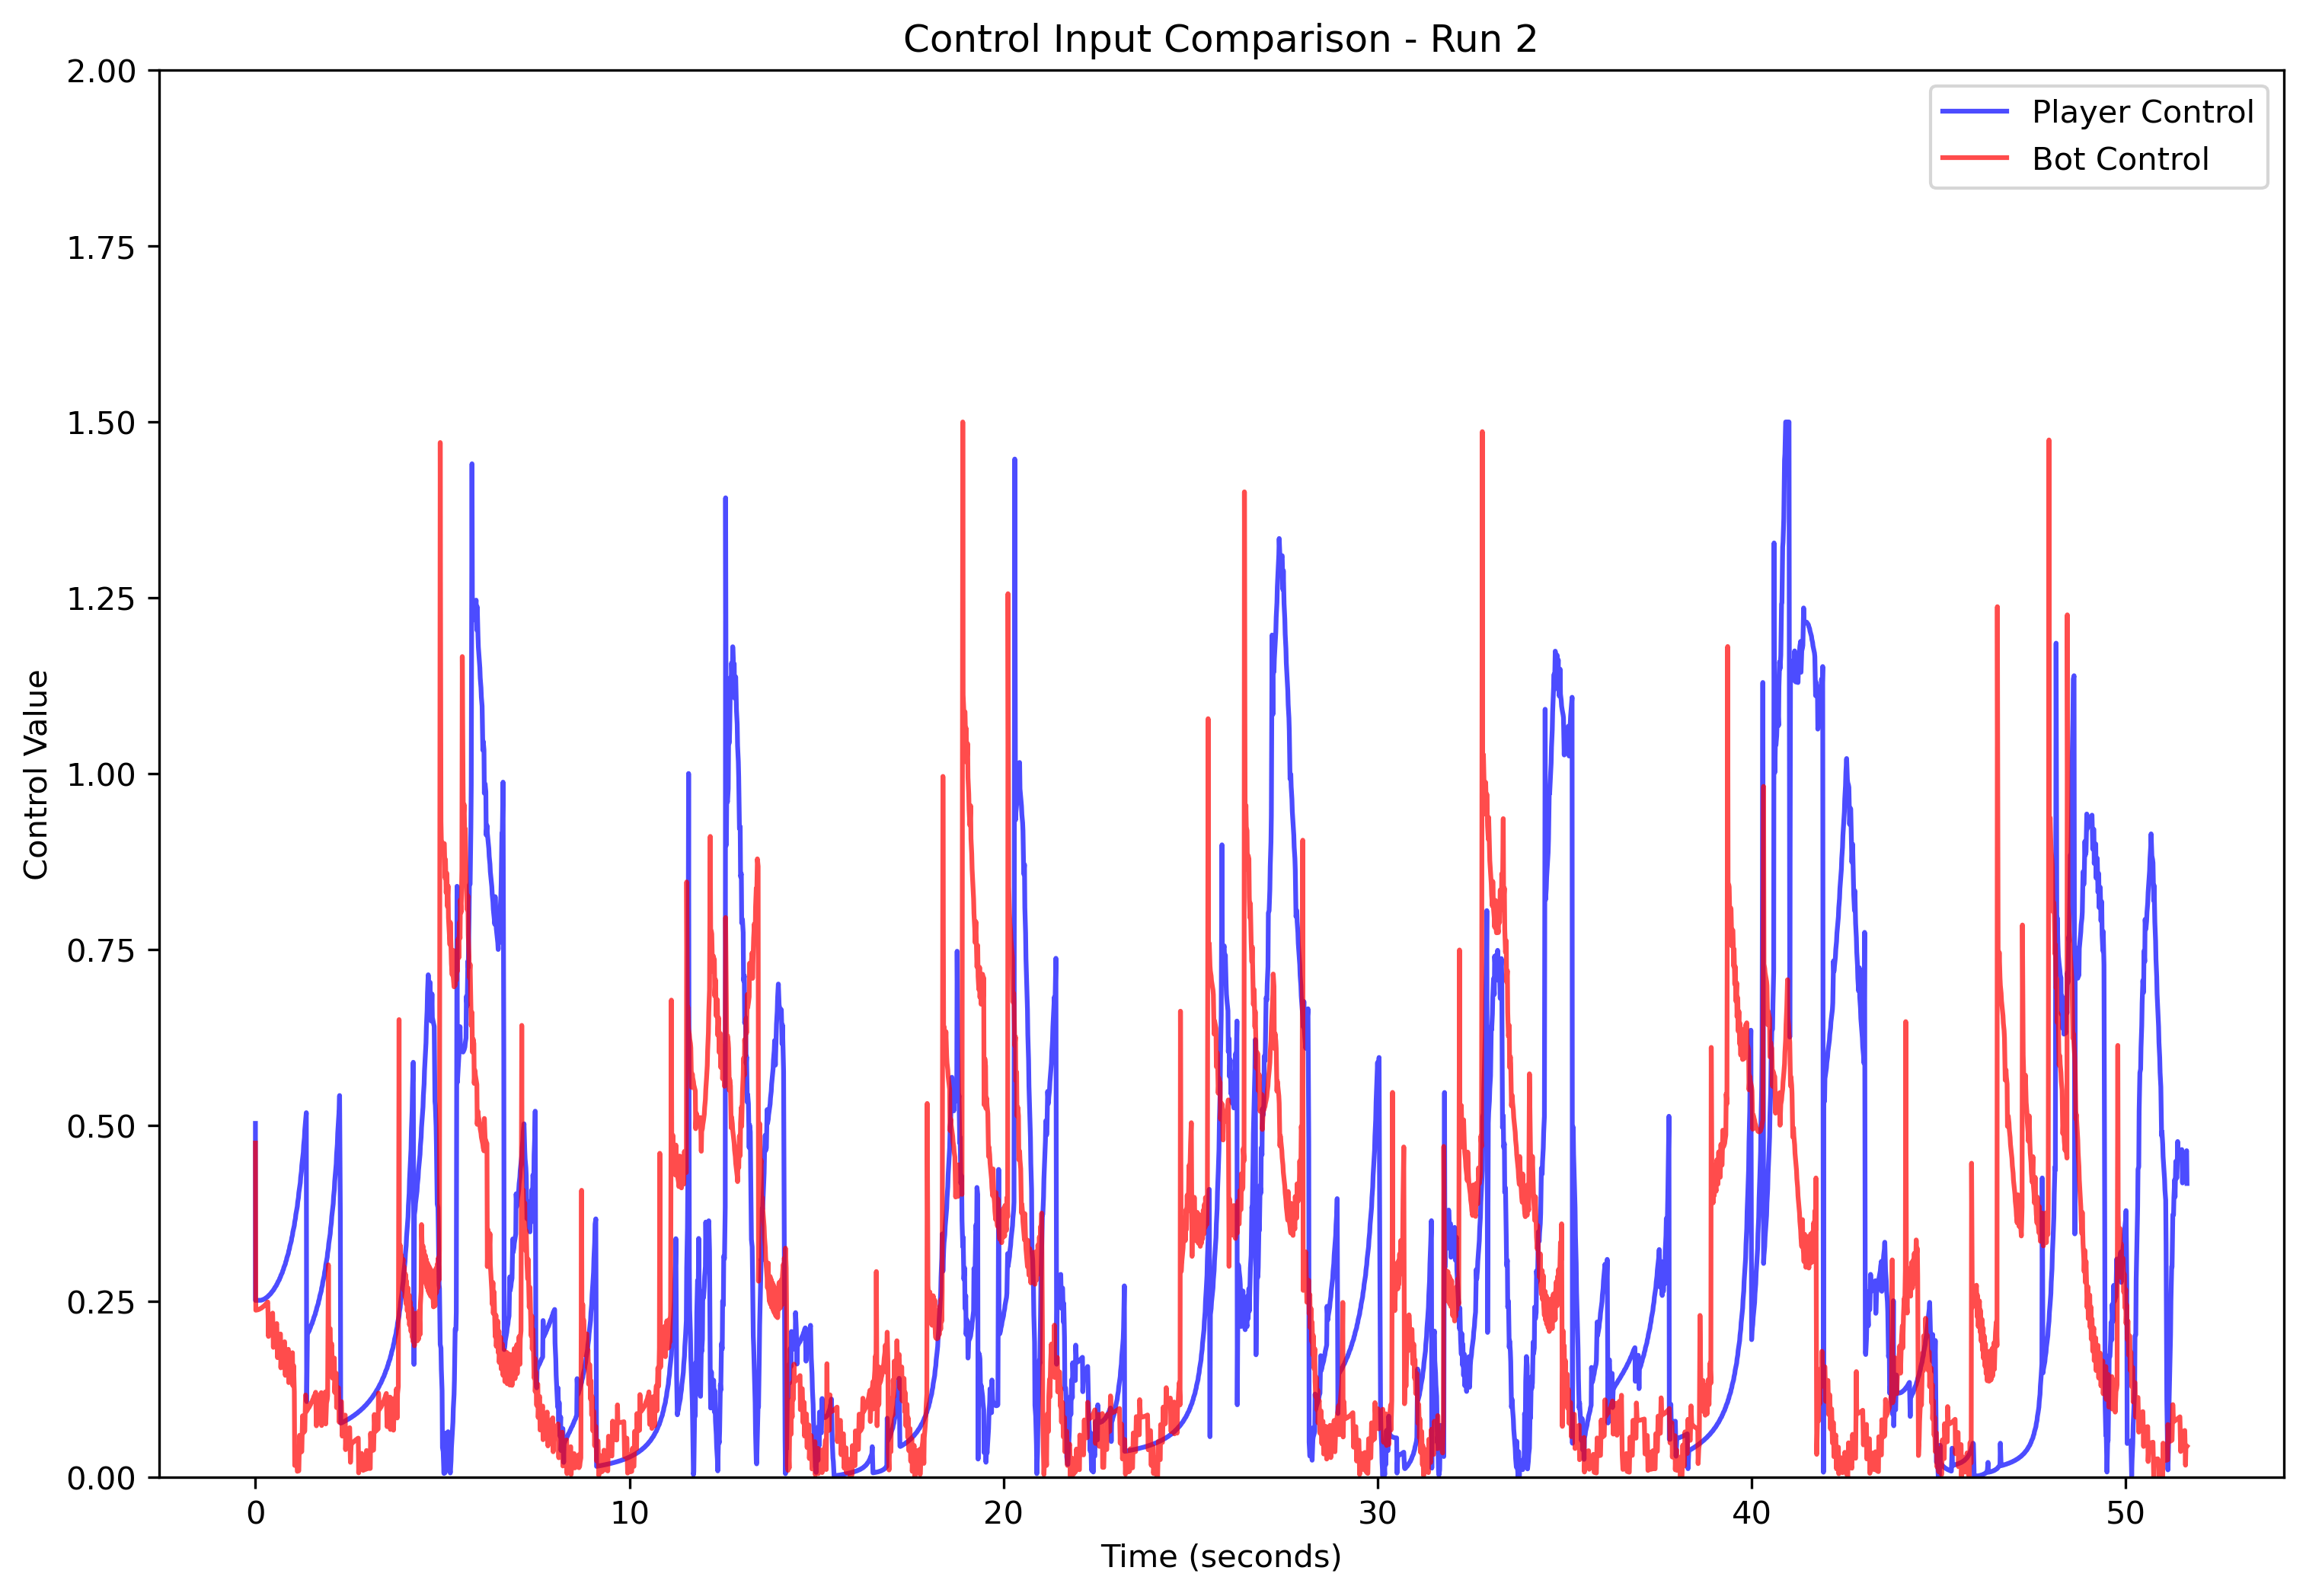 Control Input Comparison - Run 2
2.00
1.75
1.50
1.25
1.00
0.75
0.50
0.25
0.00
Control Value
Player Control
Bot Control
0 10 20 30 40 50
Time (seconds)